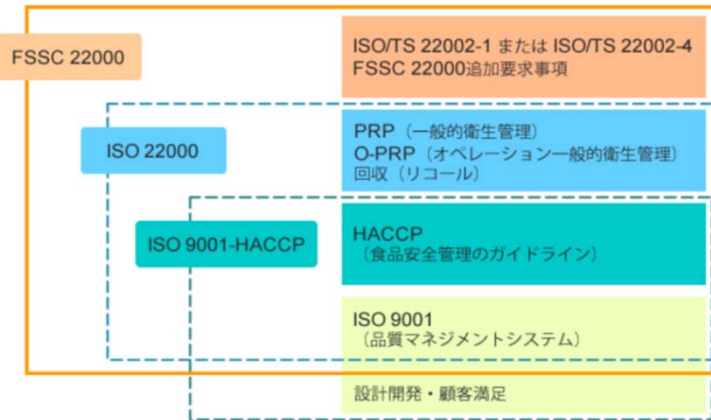 FSSC 22000
ISO/TS 22002-1 または ISO/TS 22002-4
FSSC 22000追加要求事項
ISO 22000
PRP（一般的衛生管理）
O-PRP（オペレーション一般的衛生管理）
回収（リコール）
ISO 9001-HACCP
HACCP
（食品安全管理のガイドライン）
ISO 9001
（品質マネジメントシステム）
設計開発・顧客満足